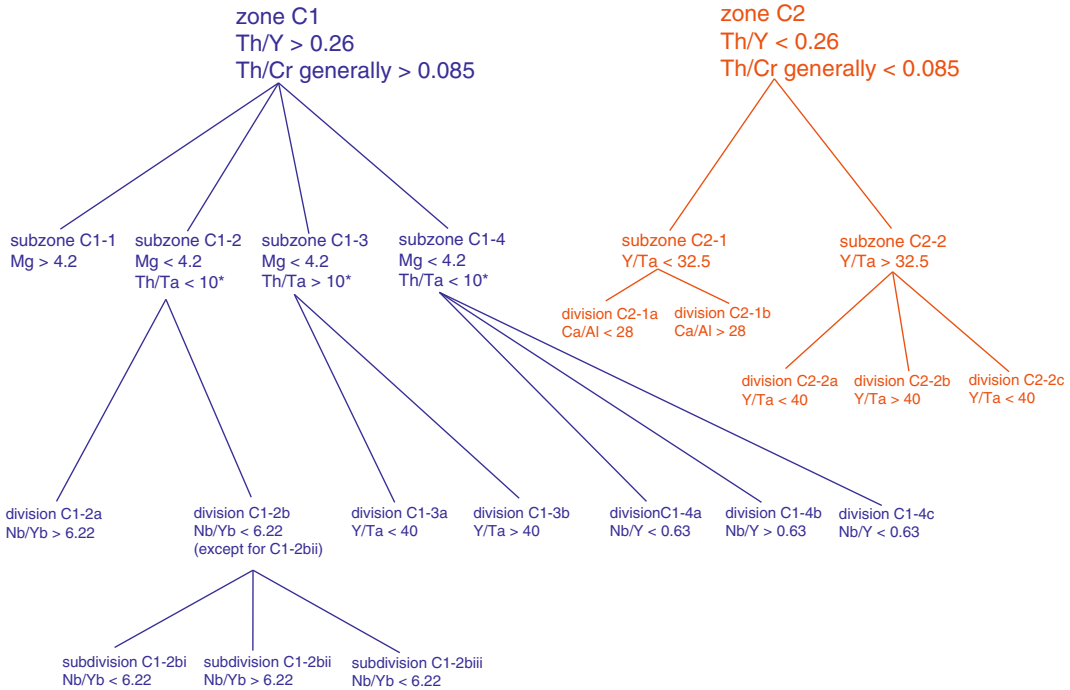 zone C1
Th/Y > 0.26
Th/Cr generally > 0.085
zone C2
Th/Y < 0.26
Th/Cr generally < 0.085
subzone C1-1
Mg > 4.2
subzone C1-2
Mg < 4.2
Th/Ta < 10*
subzone C1-3
Mg < 4.2
Th/Ta > 10*
subzone C1-4
Mg < 4.2
Th/Ta < 10*
subzone C2-1
Y/Ta < 32.5
subzone C2-2
Y/Ta > 32.5
division C2-1a
Ca/Al < 28
division C2-1b
Ca/Al > 28
division C2-2a
Y/Ta < 40
division C2-2b
Y/Ta > 40
division C2-2c
Y/Ta < 40
division C1-2a
Nb/Yb > 6.22
division C1-2b
Nb/Yb < 6.22
(except for C1-2bii)
division C1-3a
Y/Ta < 40
division C1-3b
Y/Ta > 40
divisionC1-4a
Nb/Y < 0.63
division C1-4b
Nb/Y > 0.63
division C1-4c
Nb/Y < 0.63
subdivision C1-2bi
Nb/Yb < 6.22
subdivision C1-2bii
Nb/Yb > 6.22
subdivision C1-2biii
Nb/Yb < 6.22